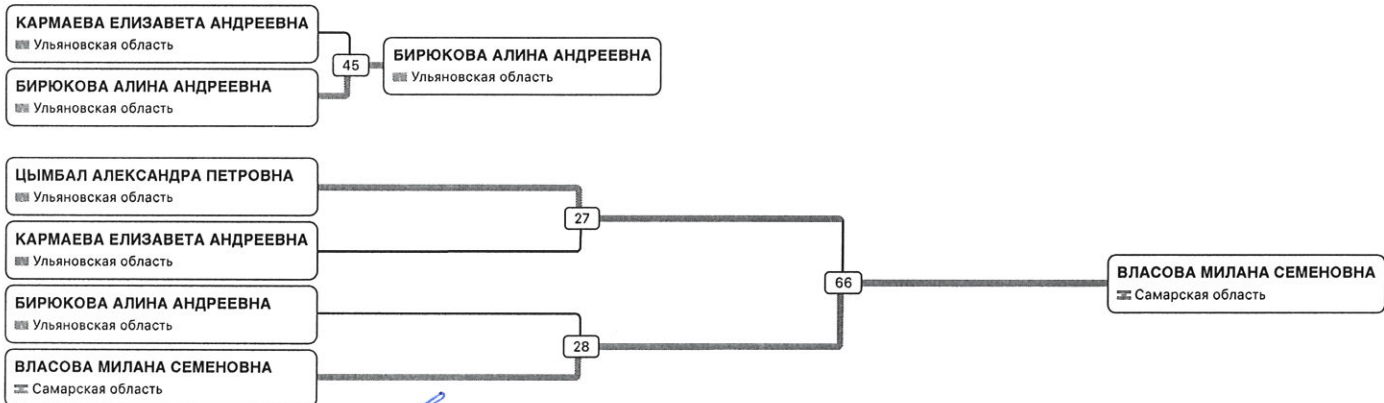 КАРМАЕВА ЕЛИЗАВЕТА АНДРЕЕВНА
Ульяновская область
БИРЮКОВА АЛИНА АНДРЕЕВНА
Ульяновская область
45
БИРЮКОВА АЛИНА АНДРЕЕВНА
Ульяновская область
ЦЫМБАЛ АЛЕКСАНДРА ПЕТРОВНА
Ульяновская область
КАРМАЕВА ЕЛИЗАВЕТА АНДРЕЕВНА
Ульяновская область
27
БИРЮКОВА АЛИНА АНДРЕЕВНА
Ульяновская область
ВЛАСОВА МИЛАНА СЕМЕНОВНА
Самарская область
28
66
ВЛАСОВА МИЛАНА СЕМЕНОВНА
Самарская область